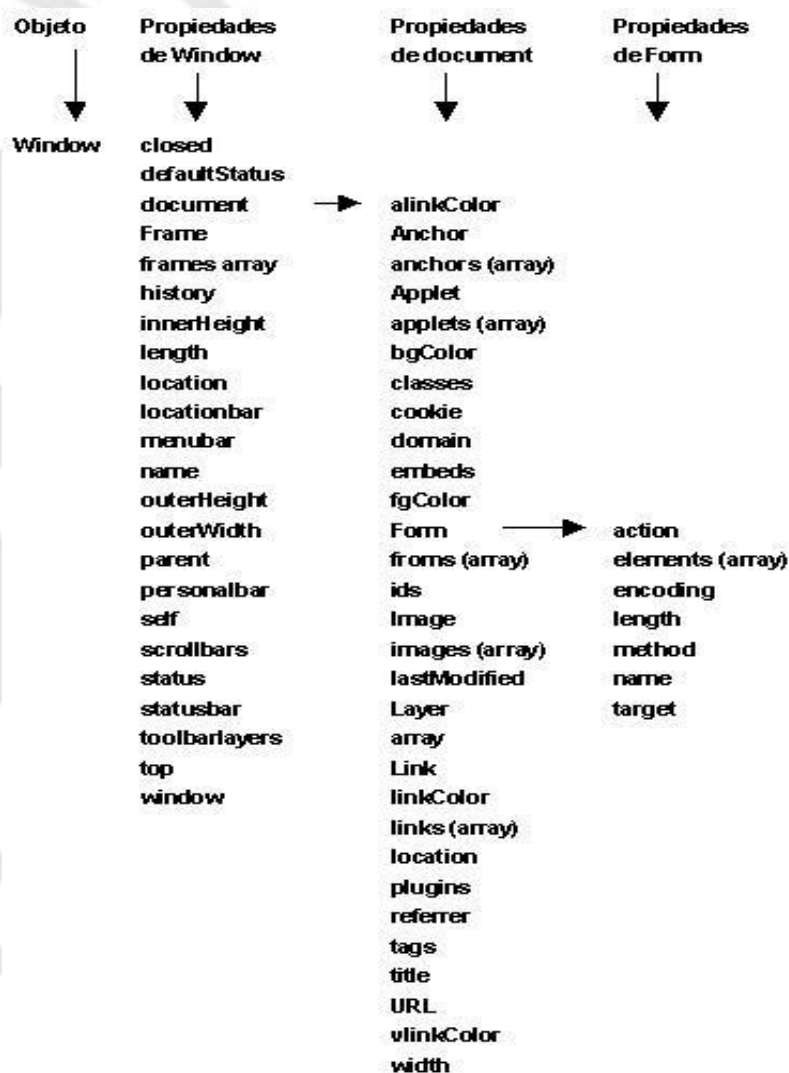 Objeto Propiedades Propiedades Propiedades
de Window de document de Form
Window closed
defaultStatus
document alinkColor
Frame Anchor
frames array anchors (array)
history Applet
innerHeight applets (array)
length bgColor
location classes
locationbar cookie
menubar domain
name embeds
outerHeight fgColor
outerWidth Form action
parent froms (array) elements (array)
personalbar ids encoding
self Image length
scrollbars images (array) method
status lastModified name
statusbar Layer target
toolbarlayers array
top Link
window linkColor
links (array)
location
plugins
referrer
tags
title
URL
vlinkColor
width